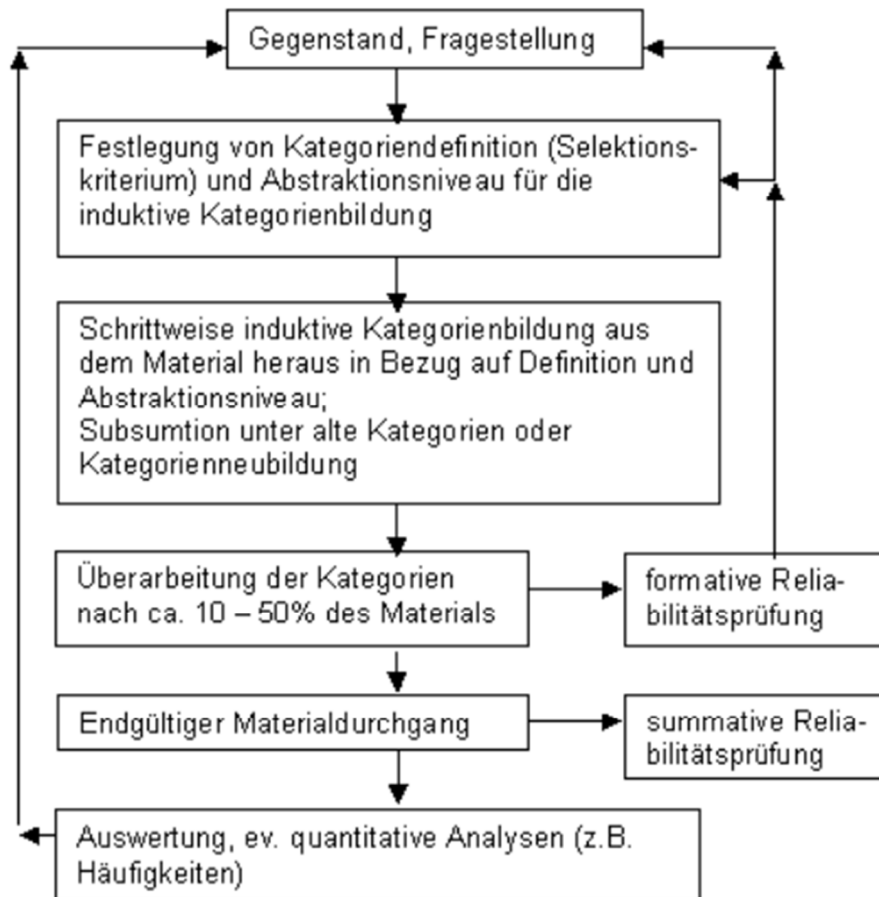 Gegenstand, Fragestellung
Festlegung von Kategoriendefinition (Selektions-
kriterium) und Abstraktionsniveau für die
induktive Kategorienbildung
Schrittweise induktive Kategorienbildung aus
dem Material heraus in Bezug auf Definition und
Abstraktionsniveau;
Subsumtion unter alte Kategorien oder
Kategorienneubildung
Überarbeitung der Kategorien
nach ca. 10 – 50% des Materials
formative Relia-
bilitätsprüfung
Endgültiger Materialdurchgang
summative Relia-
bilitätsprüfung
Auswertung, ev. quantitative Analysen (z.B.
Häufigkeiten)